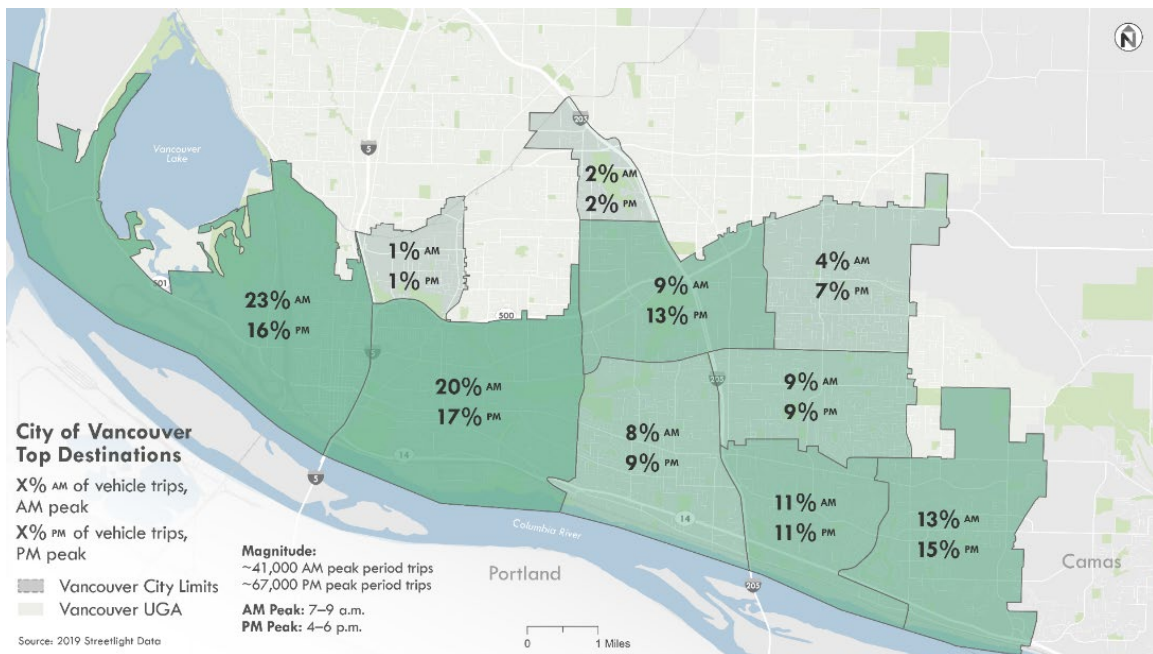 N
205
Vancouver
Lake
5
2% AM
2% PM
1% AM
1% PM
4% AM
7% PM
501
23% AM
16% PM
9% AM
13% PM
500
5
20% AM
17% PM
205
9% AM
9% PM
8% AM
9% PM
City of Vancouver
Top Destinations
X% AM of vehicle trips,
AM peak
X% PM of vehicle trips,
PM peak
Vancouver City Limits
Vancouver UGA
Source: 2019 Streetlight Data
14
5
11% AM
11% PM
13% AM
15% PM
14
Columbia River
Magnitude:
~41,000 AM peak period trips
~67,000 PM peak period trips
AM Peak: 7–9 a.m.
PM Peak: 4–6 p.m.
Portland
Camas
205
0 1 Miles